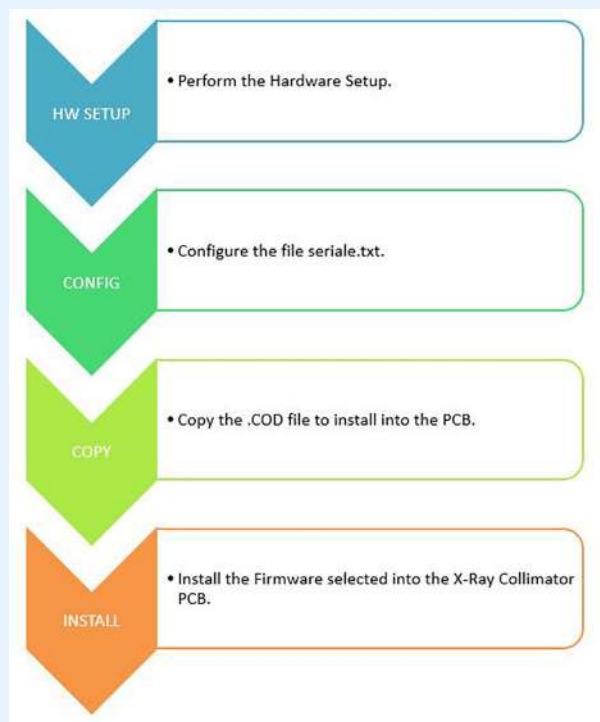 HW SETUP
• Perform the Hardware Setup.
CONFIG
• Configure the file seriale.txt.
COPY
• Copy the .COD file to install into the PCB.
INSTALL
• Install the Firmware selected into the X-Ray Collimator
PCB.